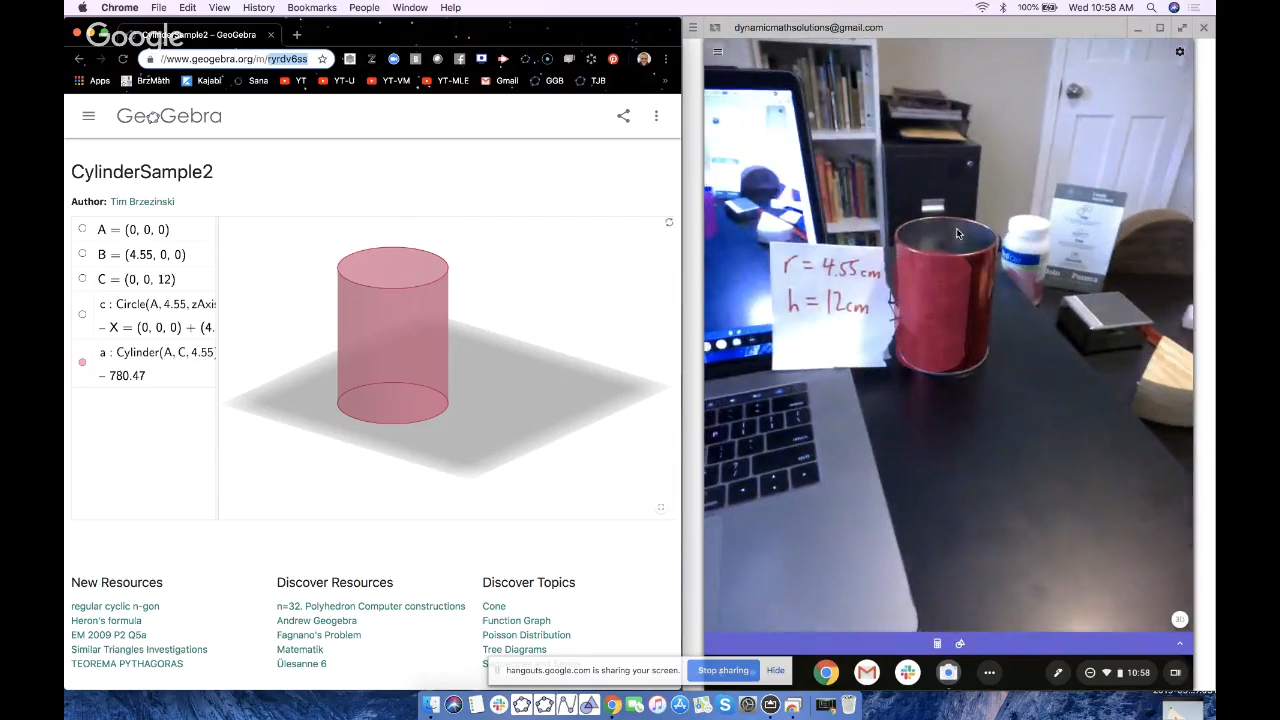 Chrome File Edit View History Bookmarks People Window Help
100% Wed 10:58 AM
Google
CylinderSample2 – GeoGebra
//www.geogebra.org/m/ryrdv6ss
Apps BrzMath Kajabi Sana YT YT-U YT-VM YT-MLE Gmail GGB TJB »
GeoGebra
CylinderSample2
Author: Tim Brzezinski
A = (0, 0, 0)
B = (4.55, 0, 0)
C = (0, 0, 12)
c : Circle(A, 4.55, zAxis
– X = (0, 0, 0) + (4.
a : Cylinder(A, C, 4.55)
– 780.47
New Resources
regular cyclic n-gon
Heron's formula
EM 2009 P2 Q5a
Similar Triangles Investigations
TEOREMA PYTHAGORAS
Discover Resources
n=32. Polyhedron Computer constructions
Andrew Geogebra
Fagnano's Problem
Matematik
Ülesanne 6
Discover Topics
Cone
Function Graph
Poisson Distribution
Tree Diagrams
hangouts.google.com is sharing your screen. Stop sharing Hide
dynamicmathsolutions@gmail.com
r = 4.55cm
h = 12cm
3D
10:58